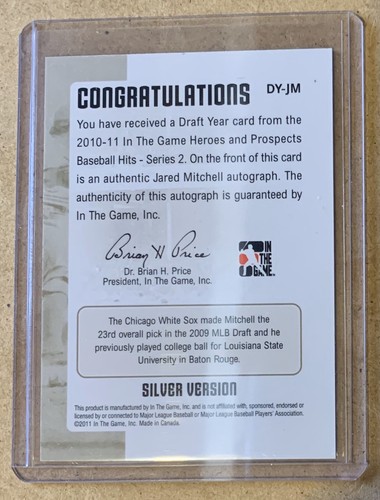 CONGRATULATIONS DY-JM
You have received a Draft Year card from the
2010-11 In The Game Heroes and Prospects
Baseball Hits - Series 2. On the front of this card
is an authentic Jared Mitchell autograph. The
authenticity of this autograph is guaranteed by
In The Game, Inc.
Brian H Price
IN
THE
GAME
Dr. Brian H. Price
President, In The Game, Inc.
The Chicago White Sox made Mitchell the
23rd overall pick in the 2009 MLB Draft and he
previously played college ball for Louisiana State
University in Baton Rouge.
SILVER VERSION
This product is manufactured by In The Game, Inc. and is not affiliated with, sponsored, endorsed or
licensed by or connected to Major League Baseball or Major League Baseball Players' Association.
©2011 In The Game, Inc. Made in Canada.